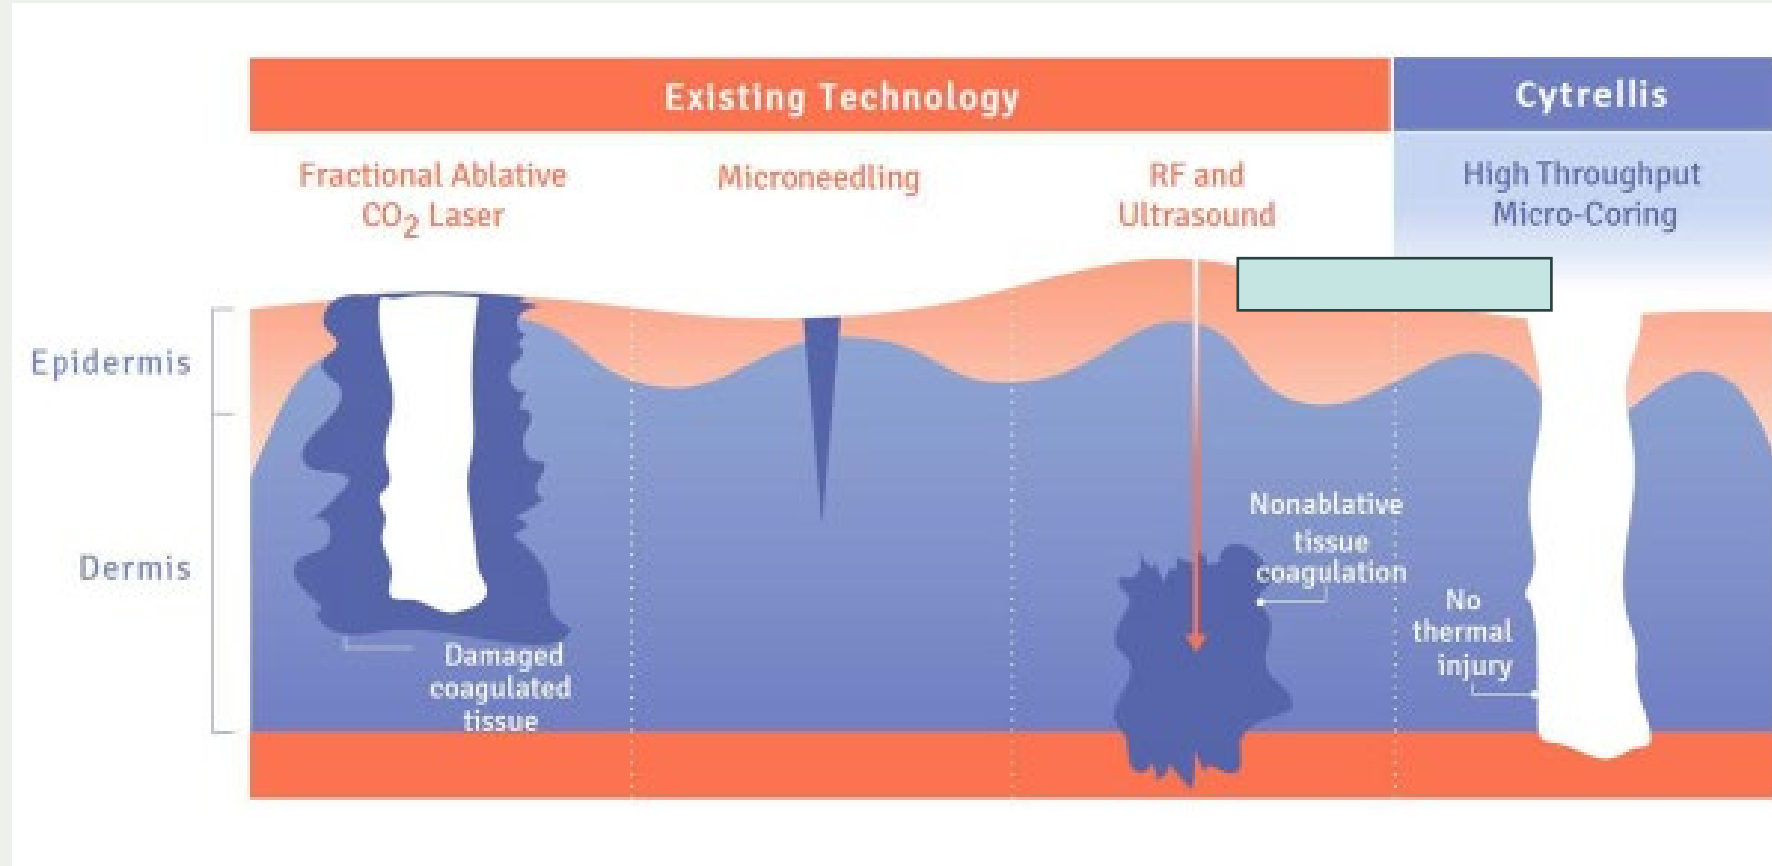 Existing Technology
Cytrellis
Fractional Ablative
CO2 Laser
Microneedling
RF and
Ultrasound
High Throughput
Micro-Coring
Epidermis
Dermis
Damaged
coagulated
tissue
Nonablative
tissue
coagulation
No
thermal
injury